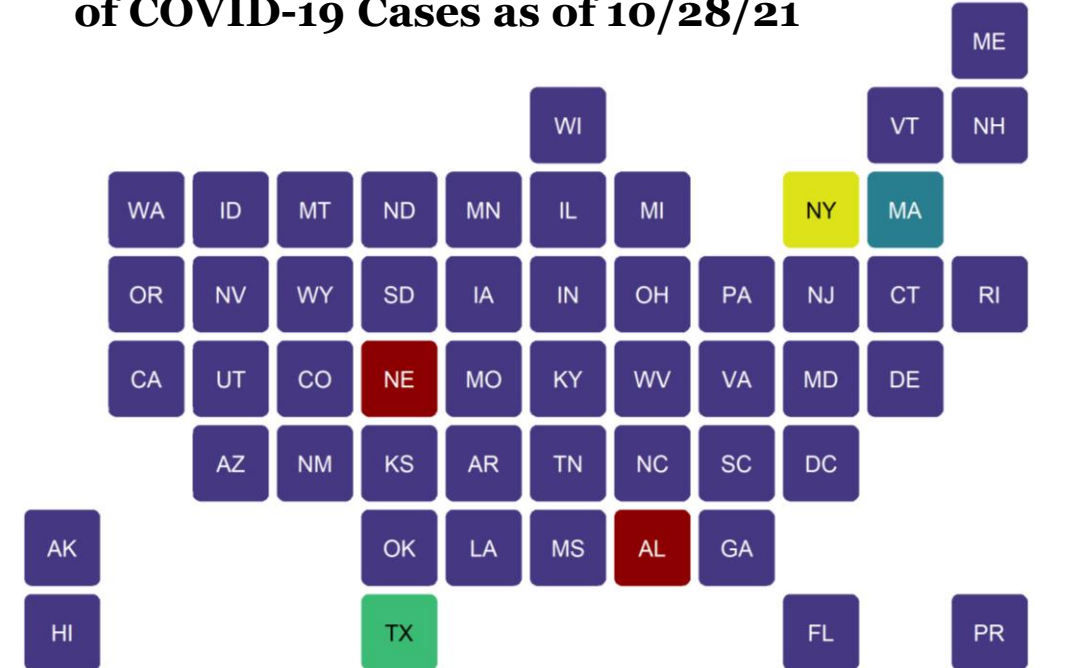 of COVID-19 Cases as of 10/28/21
ME
WI VT NH
WA ID MT ND MN IL MI NY MA
OR NV WY SD IA IN OH PA NJ CT RI
CA UT CO NE MO KY WV VA MD DE
AZ NM KS AR TN NC SC DC
AK OK LA MS AL GA
HI TX FL PR